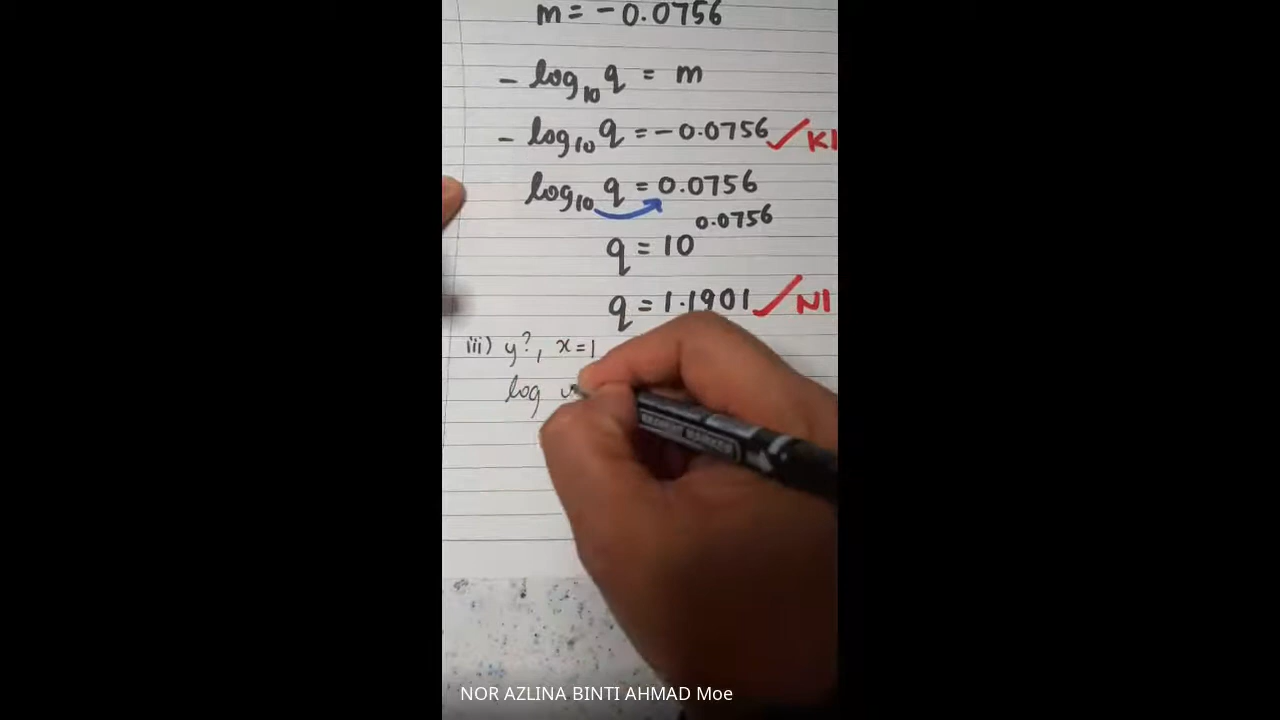 m = - 0.0756
- log₁₀ q = m
- log₁₀ q = - 0.0756 ✓ K1
log₁₀ q = 0.0756
q = 10^0.0756
q = 1.1901 ✓ N1
iii) y?, x = 1
log
NOR AZLINA BINTI AHMAD Moe